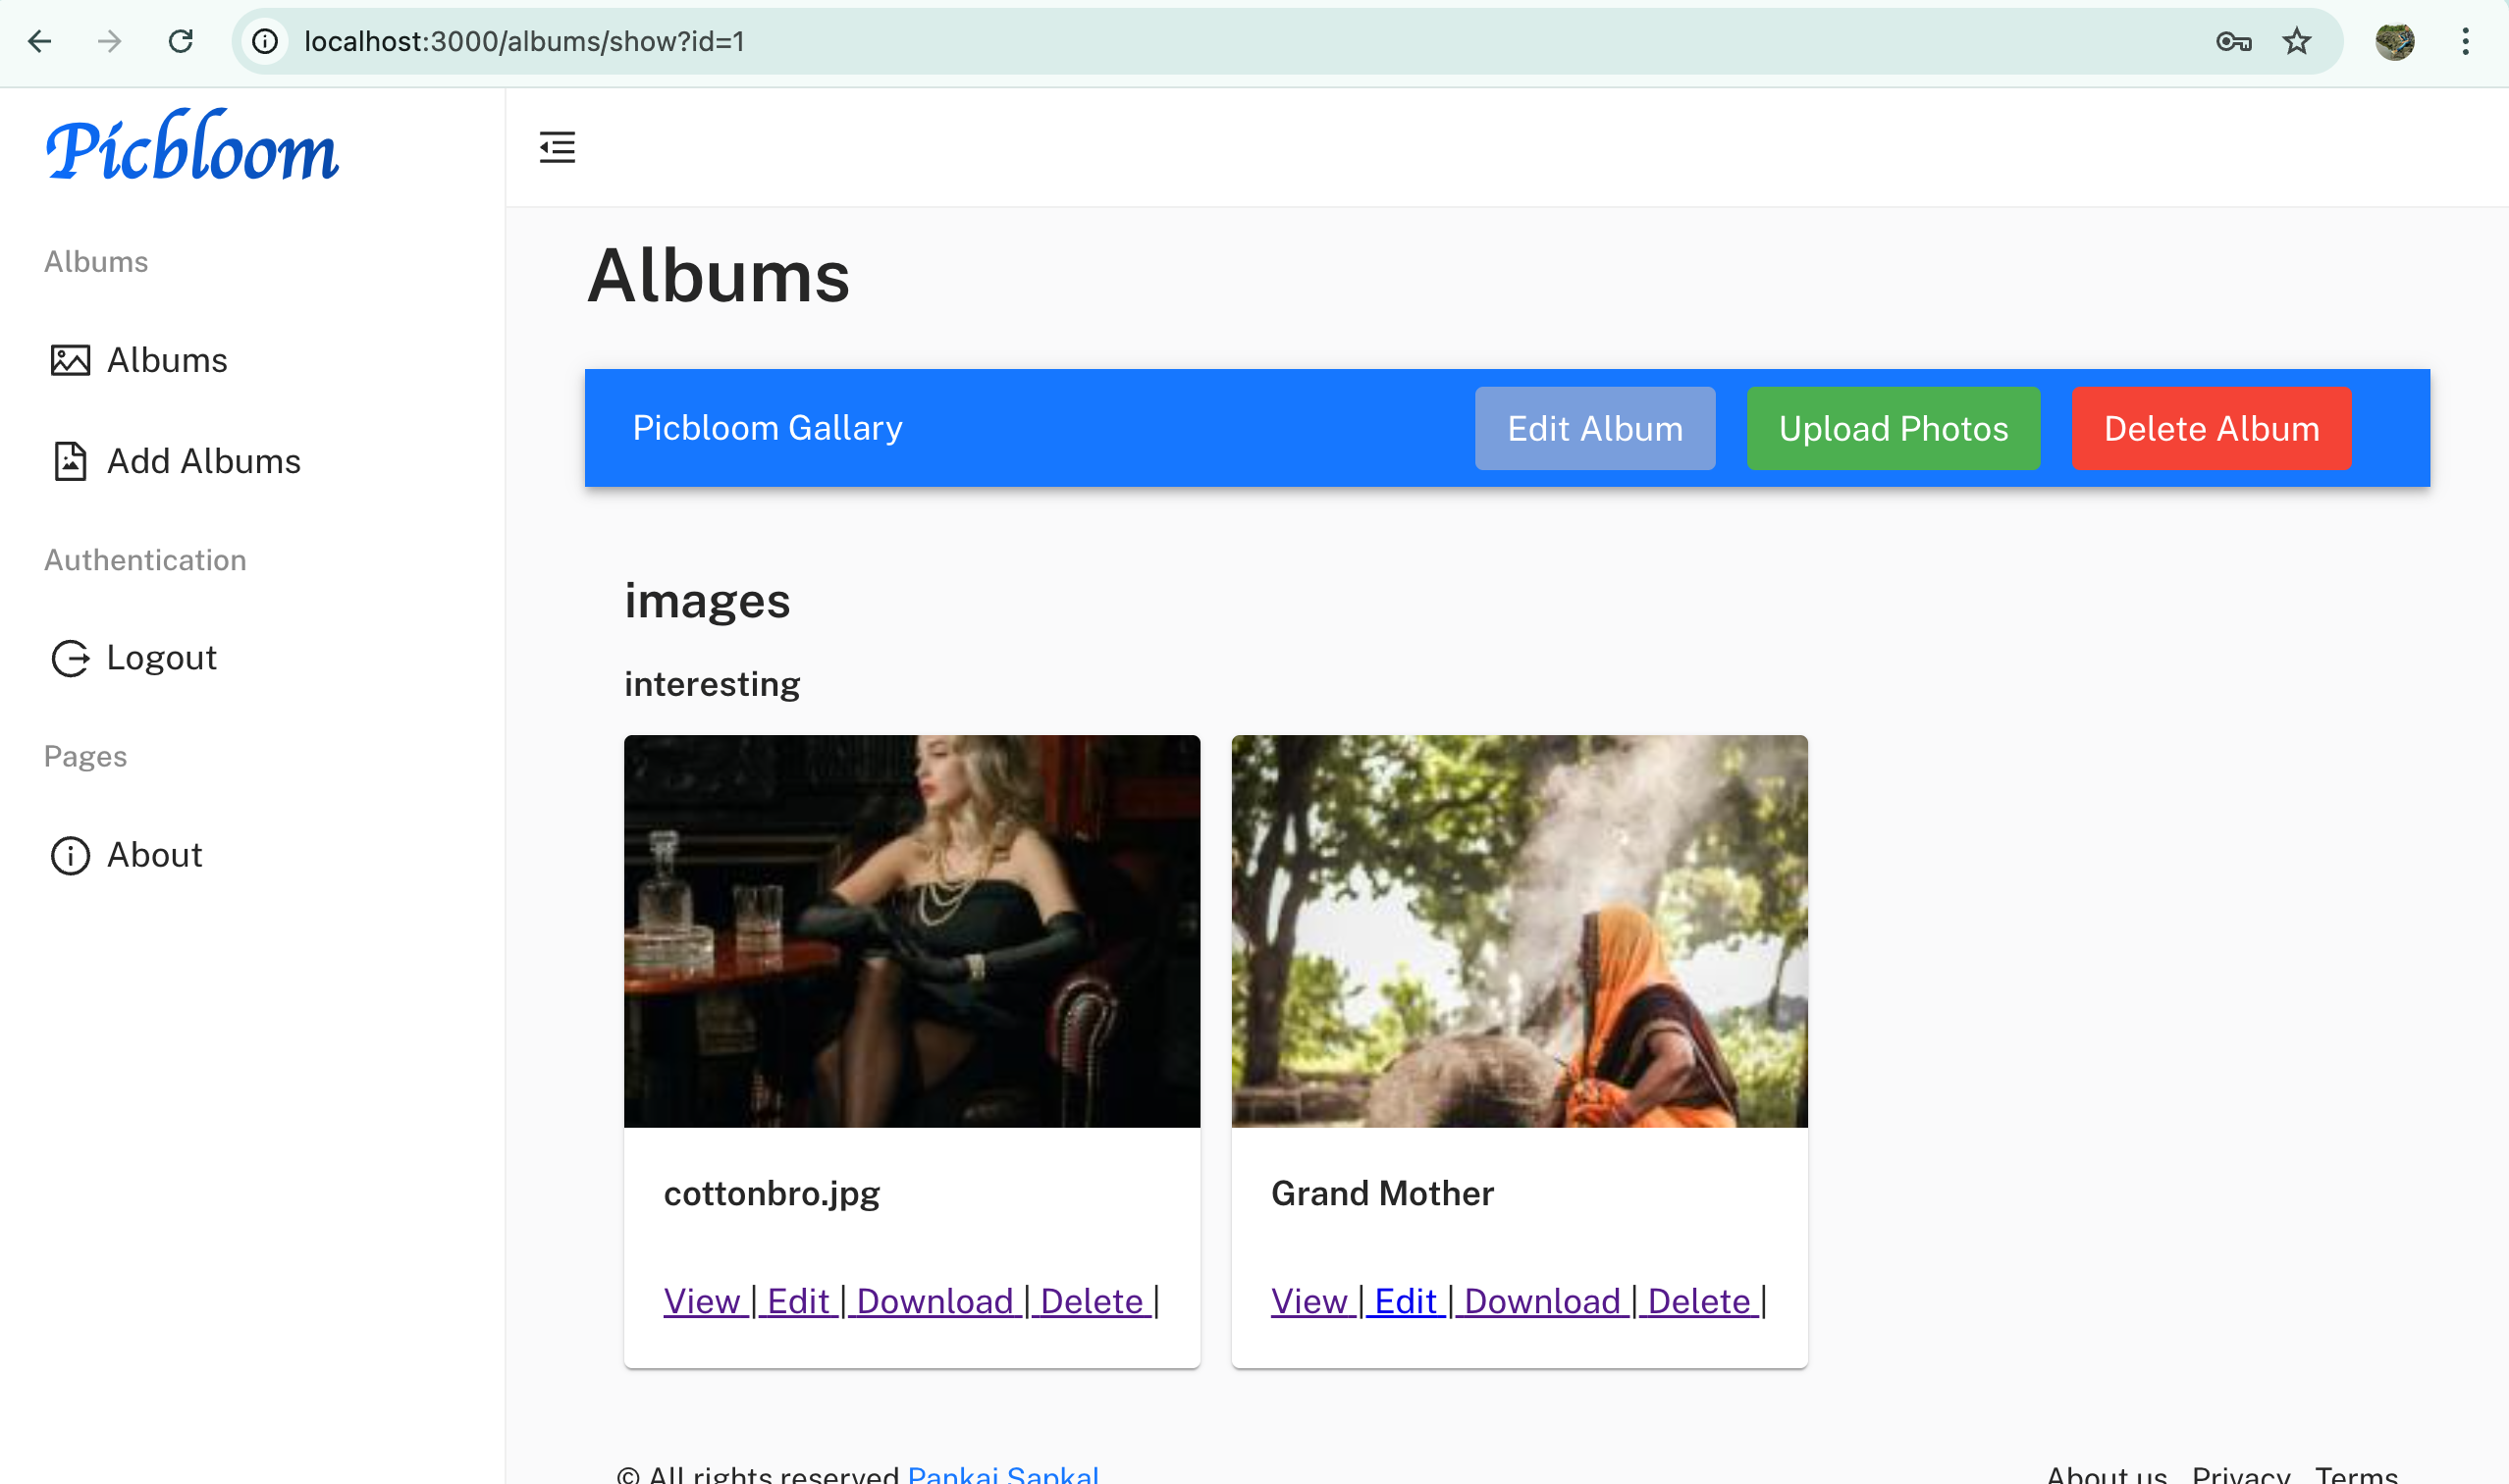 localhost:3000/albums/show?id=1
Picbloom
Albums
Albums
Add Albums
Authentication
Logout
Pages
About
Albums
Picbloom Gallary
Edit Album
Upload Photos
Delete Album
images
interesting
cottonbro.jpg
View | Edit | Download | Delete |
Grand Mother
View | Edit | Download | Delete |
© All rights reserved Pankaj Sapkal
About us Privacy Terms